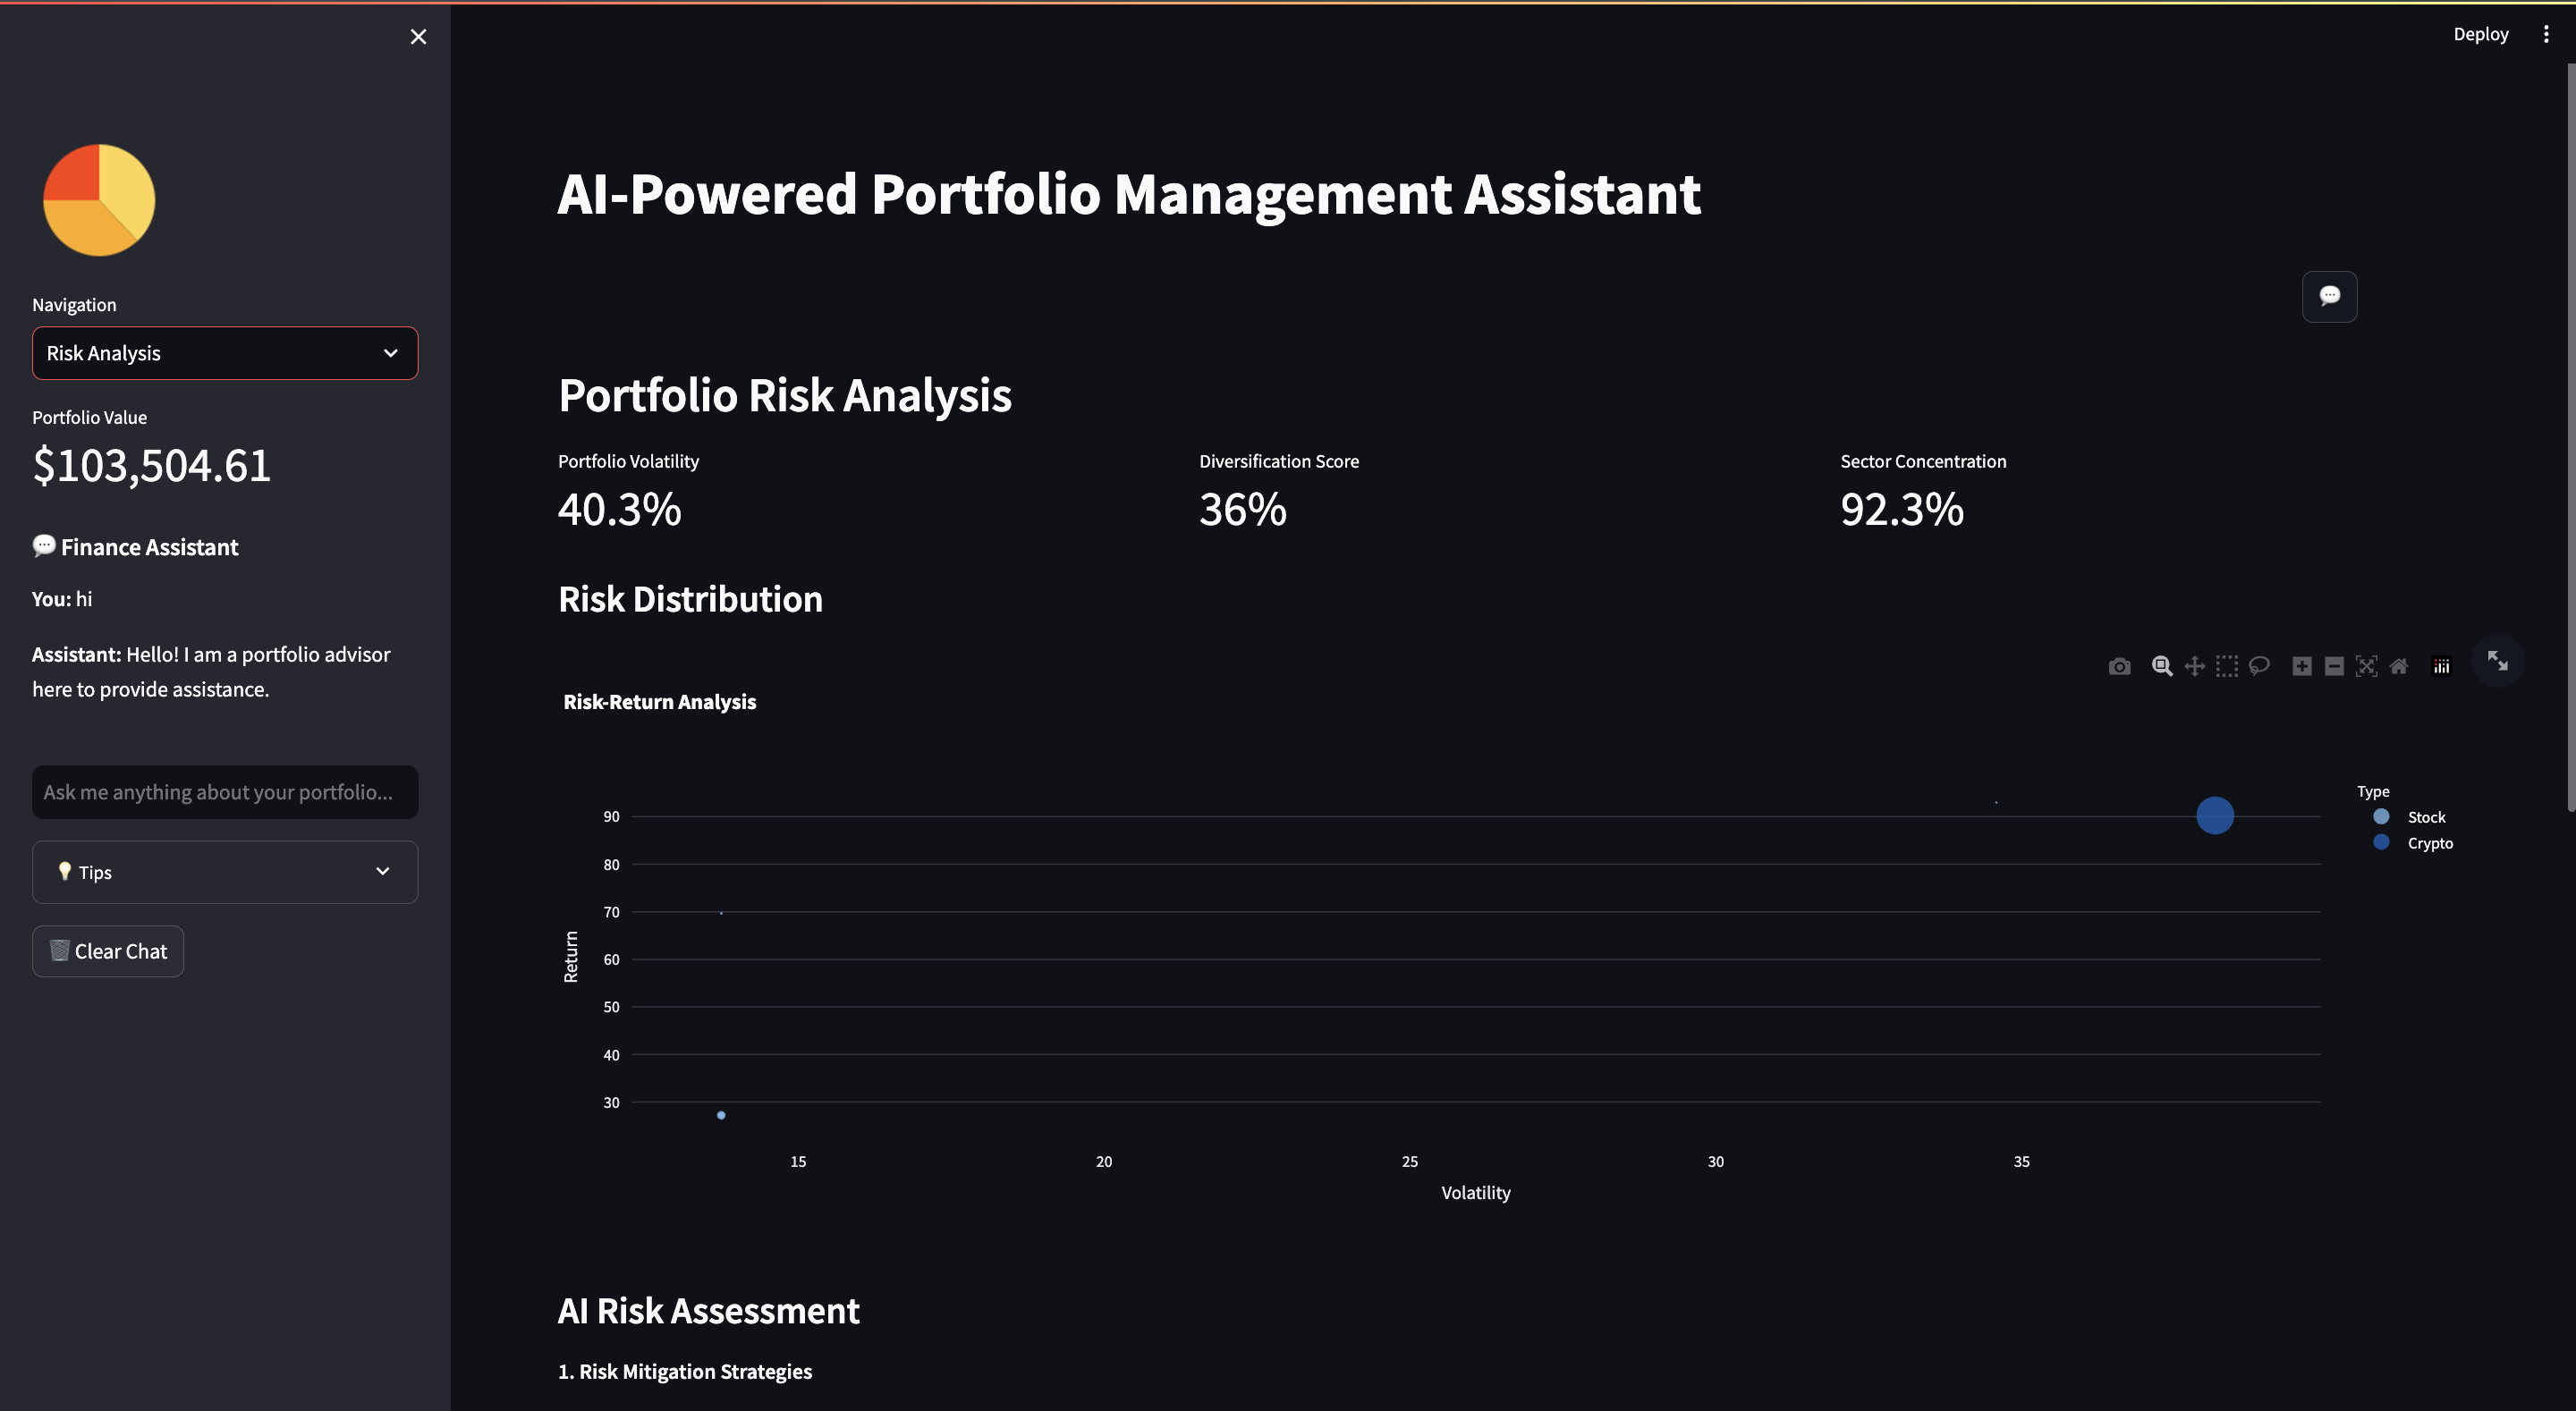 Deploy
Navigation
Risk Analysis
Portfolio Value
$103,504.61
💬 Finance Assistant
You: hi
Assistant: Hello! I am a portfolio advisor
here to provide assistance.
Ask me anything about your portfolio...
💡 Tips
🗑️ Clear Chat
AI-Powered Portfolio Management Assistant
💬
Portfolio Risk Analysis
Portfolio Volatility
40.3%
Diversification Score
36%
Sector Concentration
92.3%
Risk Distribution
Risk-Return Analysis
Type
Stock
Crypto
90
80
70
60
50
40
30
Return
15 20 25 30 35
Volatility
AI Risk Assessment
1. Risk Mitigation Strategies